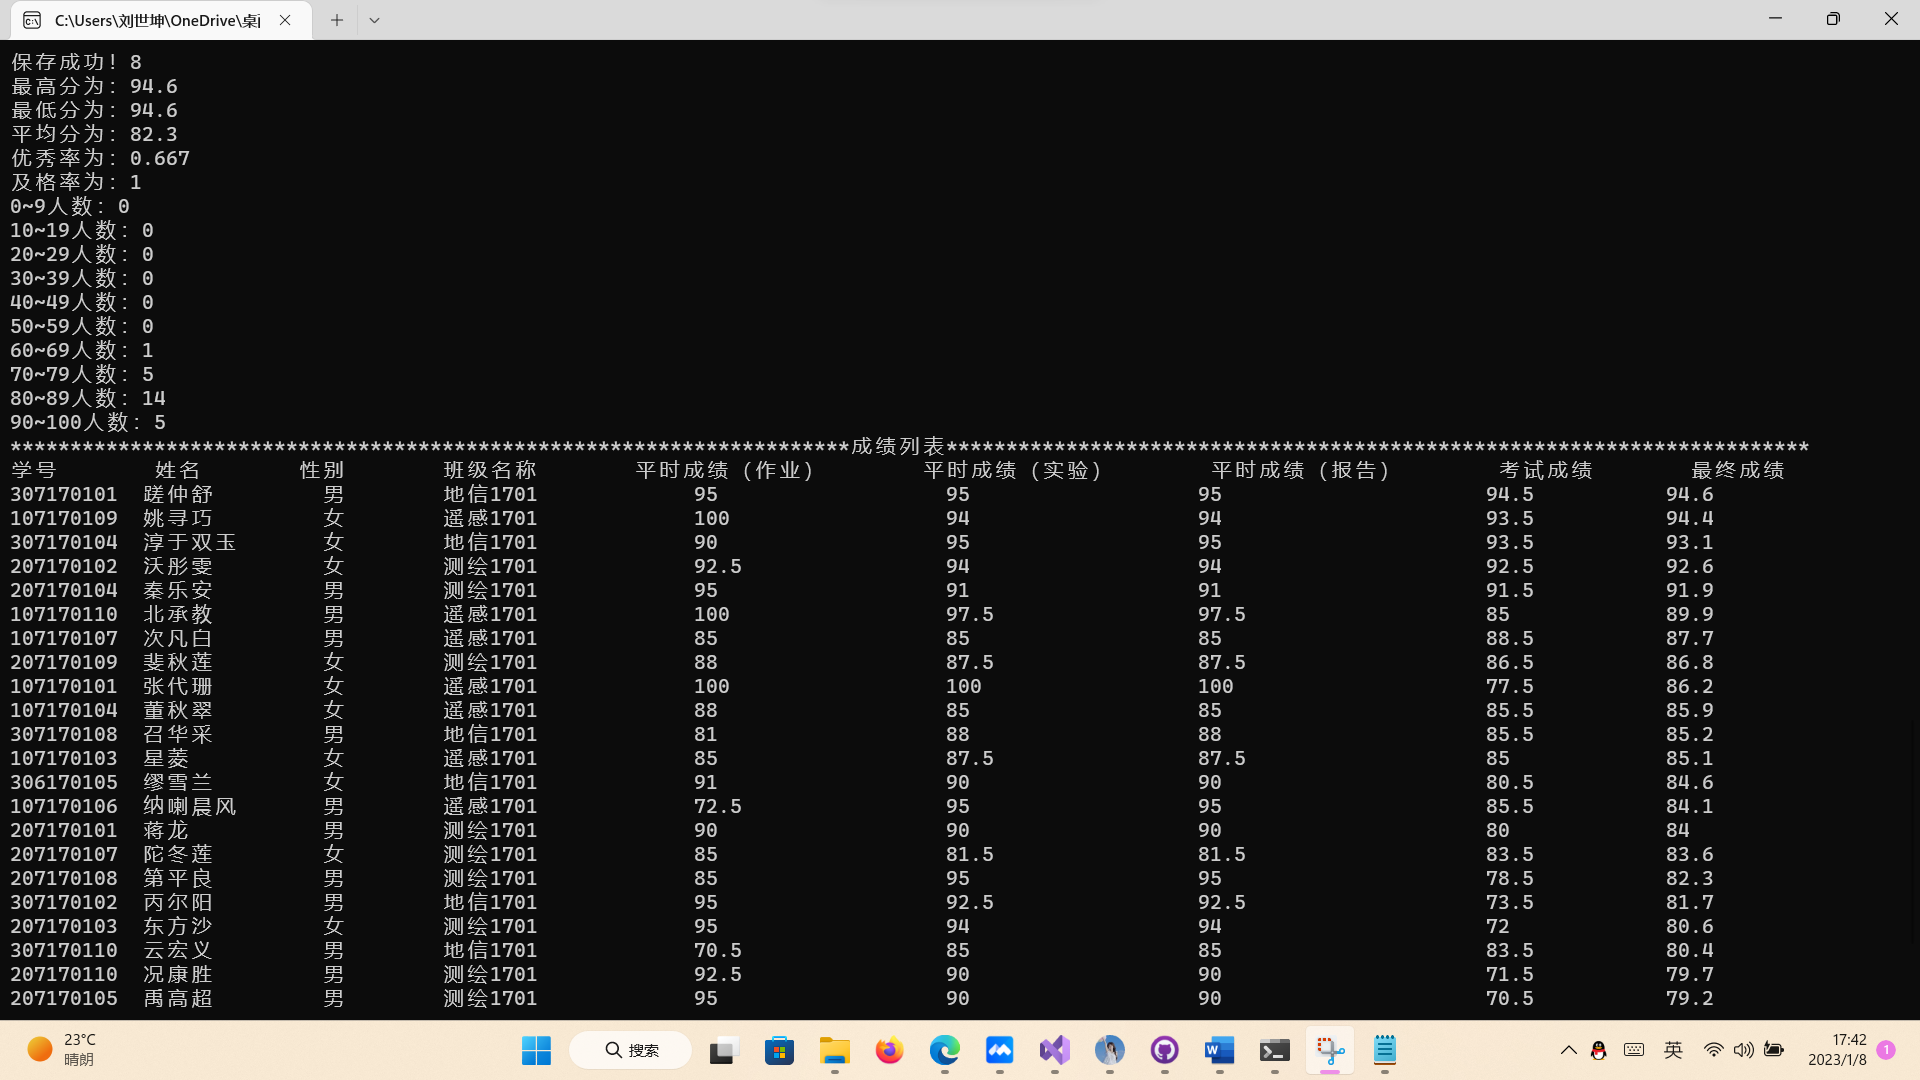 C:\Users\刘世坤\OneDrive\桌
保存成功！8
最高分为：94.6
最低分为：94.6
平均分为：82.3
优秀率为：0.667
及格率为：1
0~9人数：0
10~19人数：0
20~29人数：0
30~39人数：0
40~49人数：0
50~59人数：0
60~69人数：1
70~79人数：5
80~89人数：14
90~100人数：5
**********************************************************************成绩列表************************************************************************
学号 姓名 性别 班级名称 平时成绩（作业） 平时成绩（实验） 平时成绩（报告） 考试成绩 最终成绩
307170101 蹉仲舒 男 地信1701 95 95 95 94.5 94.6
107170109 姚寻巧 女 遥感1701 100 94 94 93.5 94.4
307170104 淳于双玉 女 地信1701 90 95 95 93.5 93.1
207170102 沃彤雯 女 测绘1701 92.5 94 94 92.5 92.6
207170104 秦乐安 男 测绘1701 95 91 91 91.5 91.9
107170110 北承教 男 遥感1701 100 97.5 97.5 85 89.9
107170107 次凡白 男 遥感1701 85 85 85 88.5 87.7
207170109 斐秋莲 女 测绘1701 88 87.5 87.5 86.5 86.8
107170101 张代珊 女 遥感1701 100 100 100 77.5 86.2
107170104 董秋翠 女 遥感1701 88 85 85 85.5 85.9
307170108 召华采 男 地信1701 81 88 88 85.5 85.2
107170103 星菱 女 遥感1701 85 87.5 87.5 85 85.1
306170105 缪雪兰 女 地信1701 91 90 90 80.5 84.6
107170106 纳喇晨风 男 遥感1701 72.5 95 95 85.5 84.1
207170101 蒋龙 男 测绘1701 90 90 90 80 84
207170107 陀冬莲 女 测绘1701 85 81.5 81.5 83.5 83.6
207170108 第平良 男 测绘1701 85 95 95 78.5 82.3
307170102 丙尔阳 男 地信1701 95 92.5 92.5 73.5 81.7
207170103 东方沙 女 测绘1701 95 94 94 72 80.6
307170110 云宏义 男 地信1701 70.5 85 85 83.5 80.4
207170110 况康胜 男 测绘1701 92.5 90 90 71.5 79.7
207170105 禹高超 男 测绘1701 95 90 90 70.5 79.2
23°C
晴朗
搜索
英
17:42
2023/1/8
1